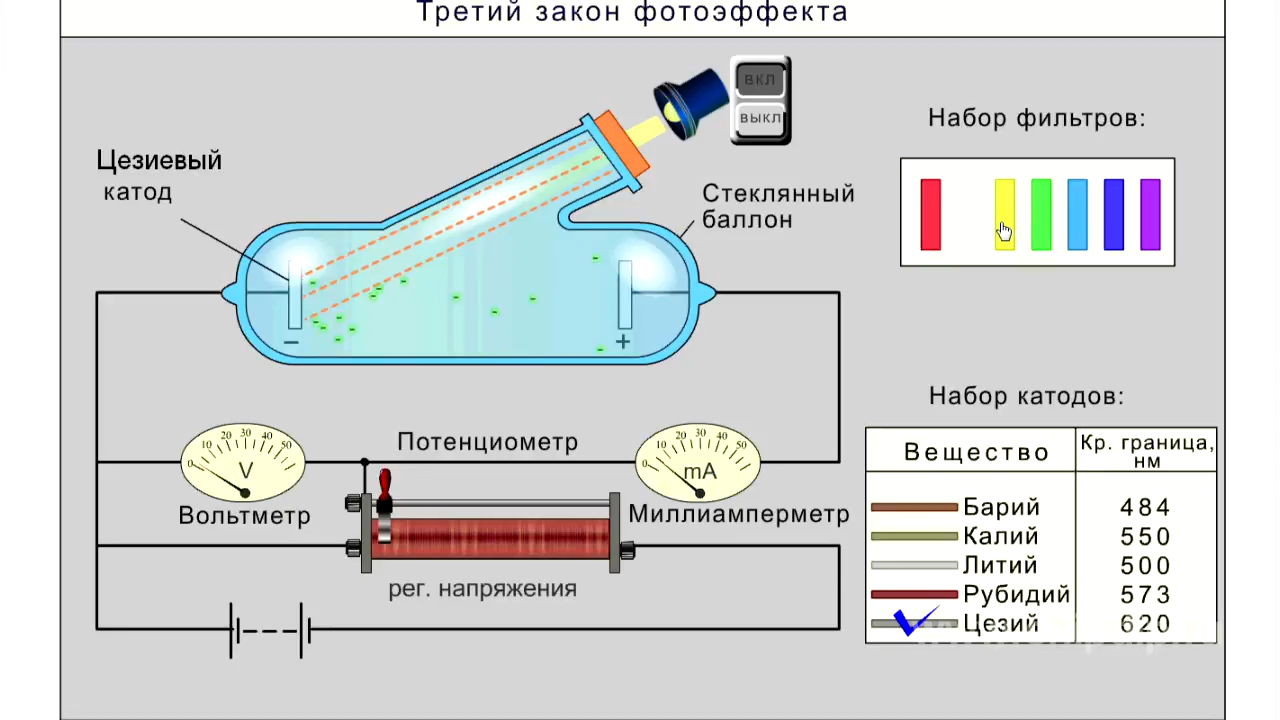 Третий закон фотоэффекта
ВКЛ
ВЫКЛ
Набор фильтров:
Цезиевый
катод
Стеклянный
баллон
−
+
Набор катодов:
Вещество
Кр. граница,
нм
Барий 484
Калий 550
Литий 500
Рубидий 573
Цезий 620
Потенциометр
0 10 20 30 40 50
V
Вольтметр
0 10 20 30 40 50
mA
Миллиамперметр
рег. напряжения